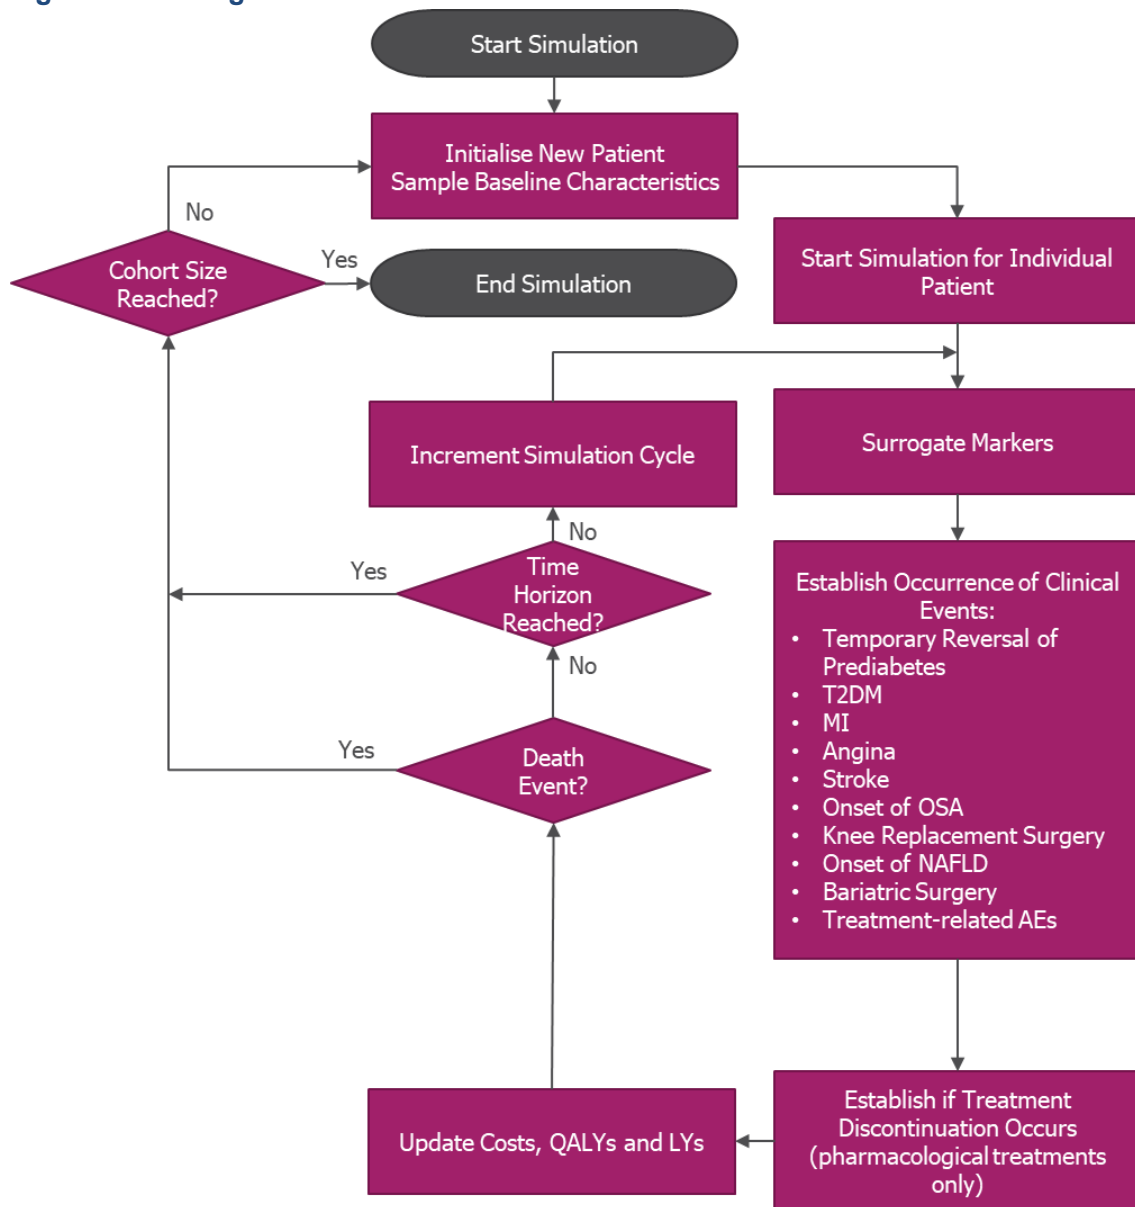 Start Simulation
Initialise New Patient
Sample Baseline Characteristics
No
Cohort Size
Reached?
Yes
End Simulation
Start Simulation for Individual
Patient
Increment Simulation Cycle
Surrogate Markers
No
Time
Horizon
Reached?
Yes
No
Death
Event?
Yes
Establish Occurrence of Clinical
Events:
• Temporary Reversal of
Prediabetes
• T2DM
• MI
• Angina
• Stroke
• Onset of OSA
• Knee Replacement Surgery
• Onset of NAFLD
• Bariatric Surgery
• Treatment-related AEs
Update Costs, QALYs and LYs
Establish if Treatment
Discontinuation Occurs
(pharmacological treatments
only)